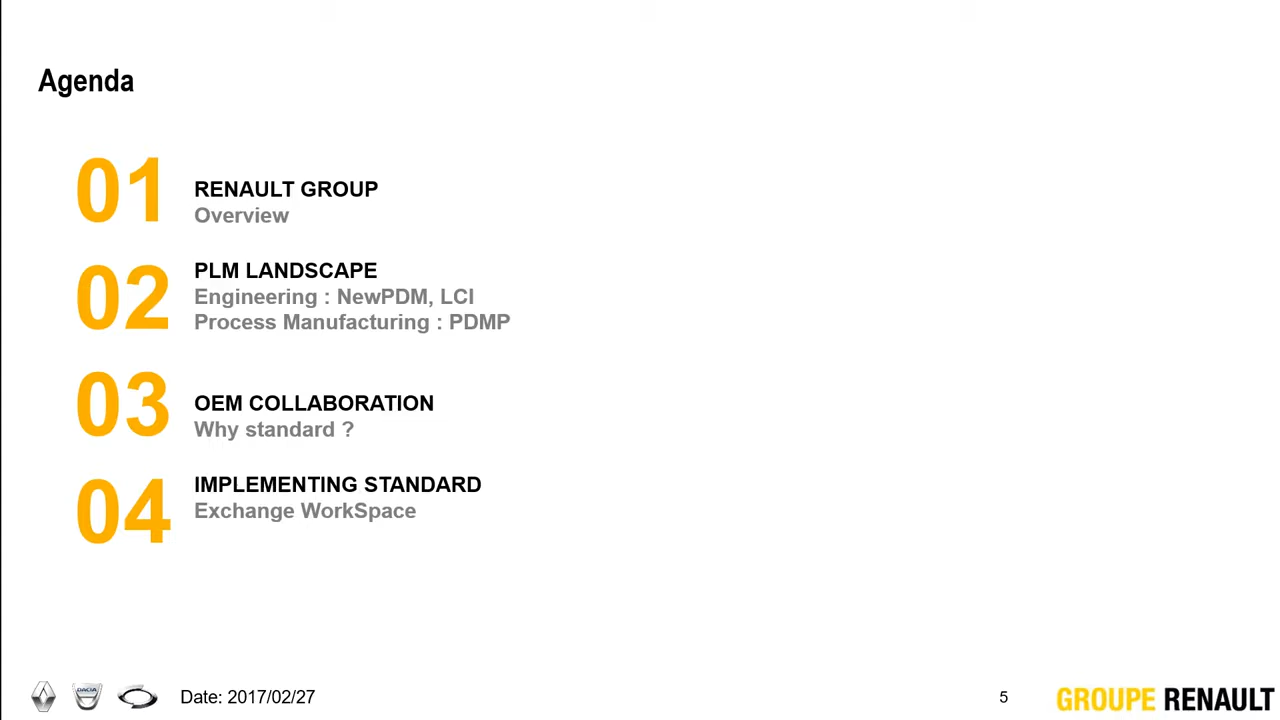 Agenda
01
RENAULT GROUP
Overview
02
PLM LANDSCAPE
Engineering : NewPDM, LCI
Process Manufacturing : PDMP
03
OEM COLLABORATION
Why standard ?
04
IMPLEMENTING STANDARD
Exchange WorkSpace
DACIA
Date: 2017/02/27
5
GROUPE RENAULT